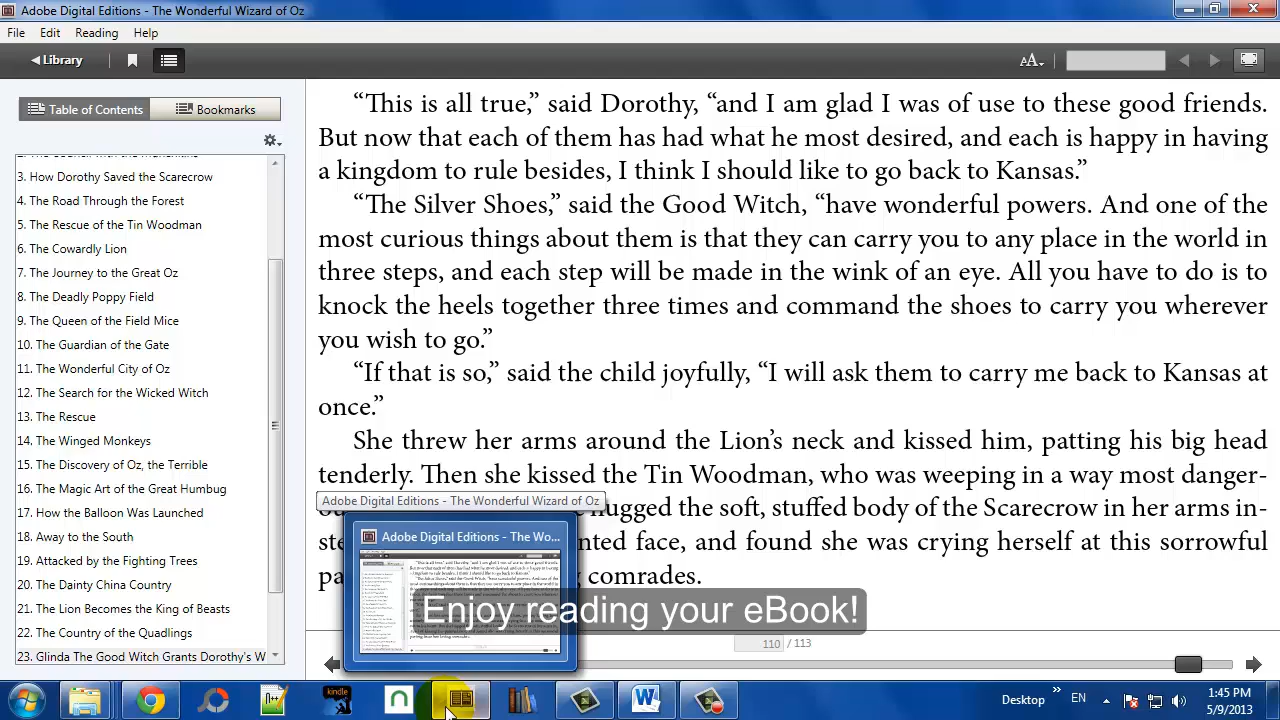 Adobe Digital Editions - The Wonderful Wizard of Oz
File Edit Reading Help
Library
AA
Table of Contents Bookmarks
3. How Dorothy Saved the Scarecrow
4. The Road Through the Forest
5. The Rescue of the Tin Woodman
6. The Cowardly Lion
7. The Journey to the Great Oz
8. The Deadly Poppy Field
9. The Queen of the Field Mice
10. The Guardian of the Gate
11. The Wonderful City of Oz
12. The Search for the Wicked Witch
13. The Rescue
14. The Winged Monkeys
15. The Discovery of Oz, the Terrible
16. The Magic Art of the Great Humbug
17. How the Balloon Was Launched
18. Away to the South
19. Attacked by the Fighting Trees
20. The Dainty China Country
21. The Lion Becomes the King of Beasts
22. The Country of the Quadlings
23. Glinda The Good Witch Grants Dorothy's W
“This is all true,” said Dorothy, “and I am glad I was of use to these good friends.
But now that each of them has had what he most desired, and each is happy in having
a kingdom to rule besides, I think I should like to go back to Kansas.”
“The Silver Shoes,” said the Good Witch, “have wonderful powers. And one of the
most curious things about them is that they can carry you to any place in the world in
three steps, and each step will be made in the wink of an eye. All you have to do is to
knock the heels together three times and command the shoes to carry you wherever
you wish to go.”
“If that is so,” said the child joyfully, “I will ask them to carry me back to Kansas at
once.”
She threw her arms around the Lion’s neck and kissed him, patting his big head
tenderly. Then she kissed the Tin Woodman, who was weeping in a way most danger-
hugged the soft, stuffed body of the Scarecrow in her arms in-
face, and found she was crying herself at this sorrowful
comrades.
Adobe Digital Editions - The Wonderful Wizard of Oz
Adobe Digital Editions - The Wo...
Enjoy reading your eBook!
110 / 113
kindle
n
W
Desktop » EN
1:45 PM
5/9/2013